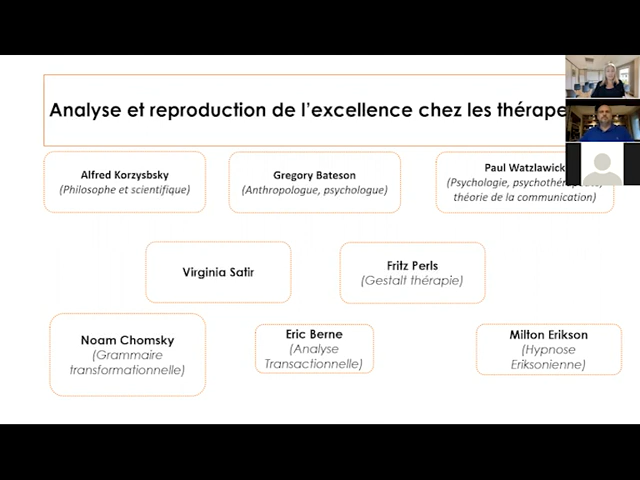 Analyse et reproduction de l'excellence chez les thérape
Alfred Korzysbsky
(Philosophe et scientifique)
Gregory Bateson
(Anthropologue, psychologue)
Paul Watzlawick
(Psychologie,
théorie de la communication)
Virginia Satir
Fritz Perls
(Gestalt thérapie)
Noam Chomsky
(Grammaire
transformationnelle)
Eric Berne
(Analyse
Transactionnelle)
Milton Erikson
(Hypnose
Eriksonienne)